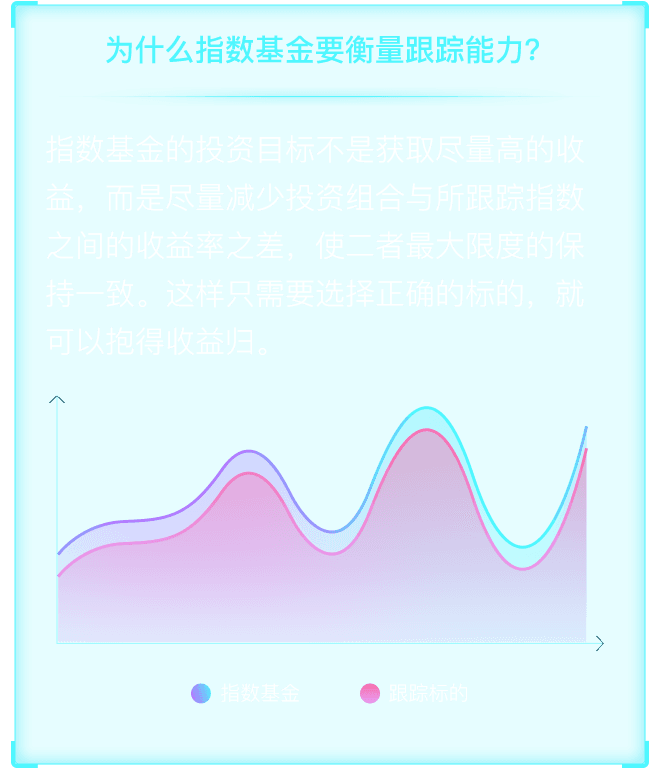 为什么指数基金要衡量跟踪能力?
指数基金的投资目标不是获取尽量高的收
益，而是尽量减少投资组合与所跟踪指数
之间的收益率之差，使二者最大限度的保
持一致。这样只需要选择正确的标的，就
可以抱得收益归。
指数基金
跟踪标的